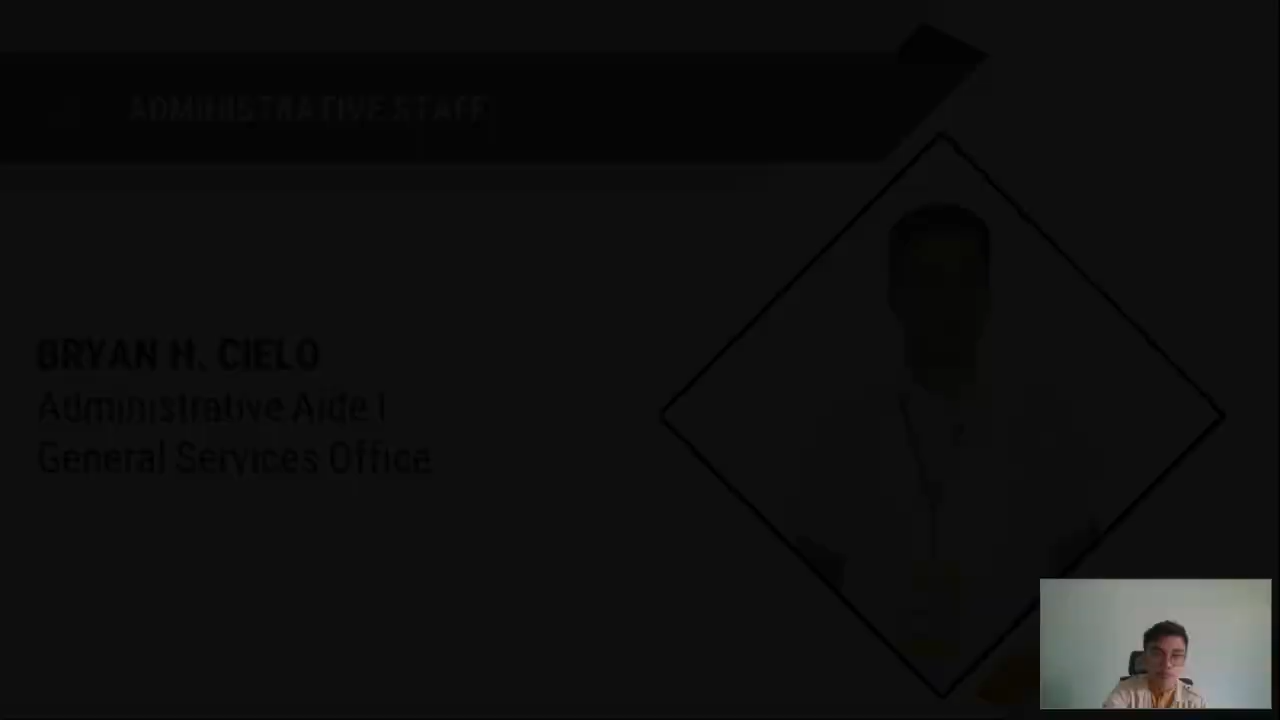 ADMINISTRATIVE STAFF
BRYAN H. CIELO
Administrative Aide I
General Services Office